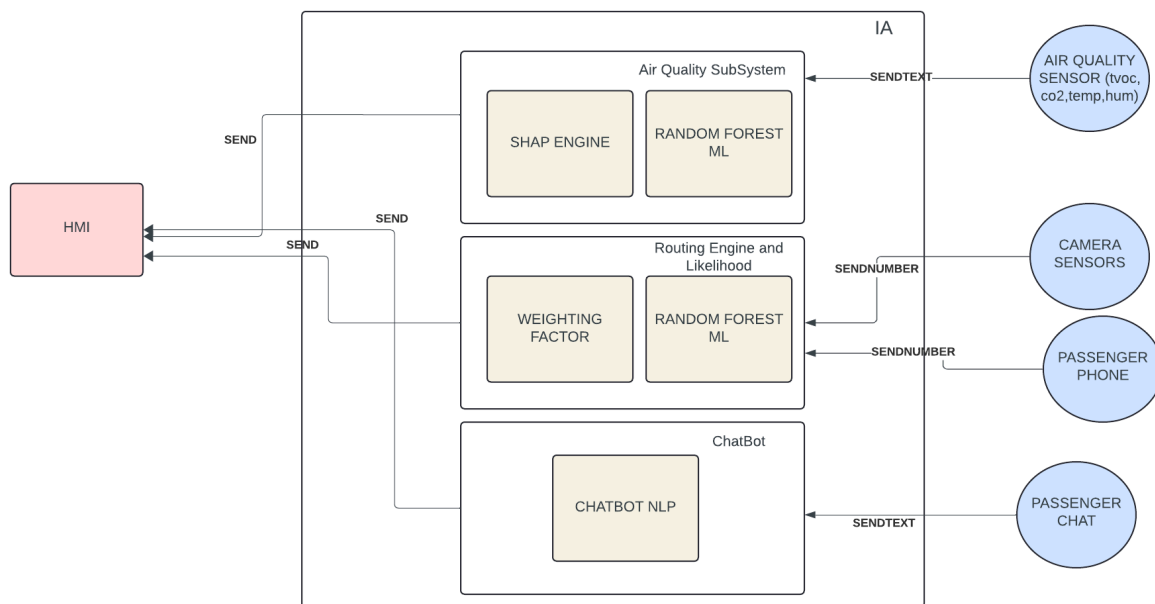 IA
Air Quality SubSystem
SHAP ENGINE
RANDOM FOREST
ML
SENDTEXT
AIR QUALITY
SENSOR (tvoc,
co2,temp,hum)
SEND
HMI
SEND
SEND
Routing Engine and
Likelihood
WEIGHTING
FACTOR
RANDOM FOREST
ML
SENDNUMBER
CAMERA
SENSORS
SENDNUMBER
PASSENGER
PHONE
ChatBot
CHATBOT NLP
SENDTEXT
PASSENGER
CHAT